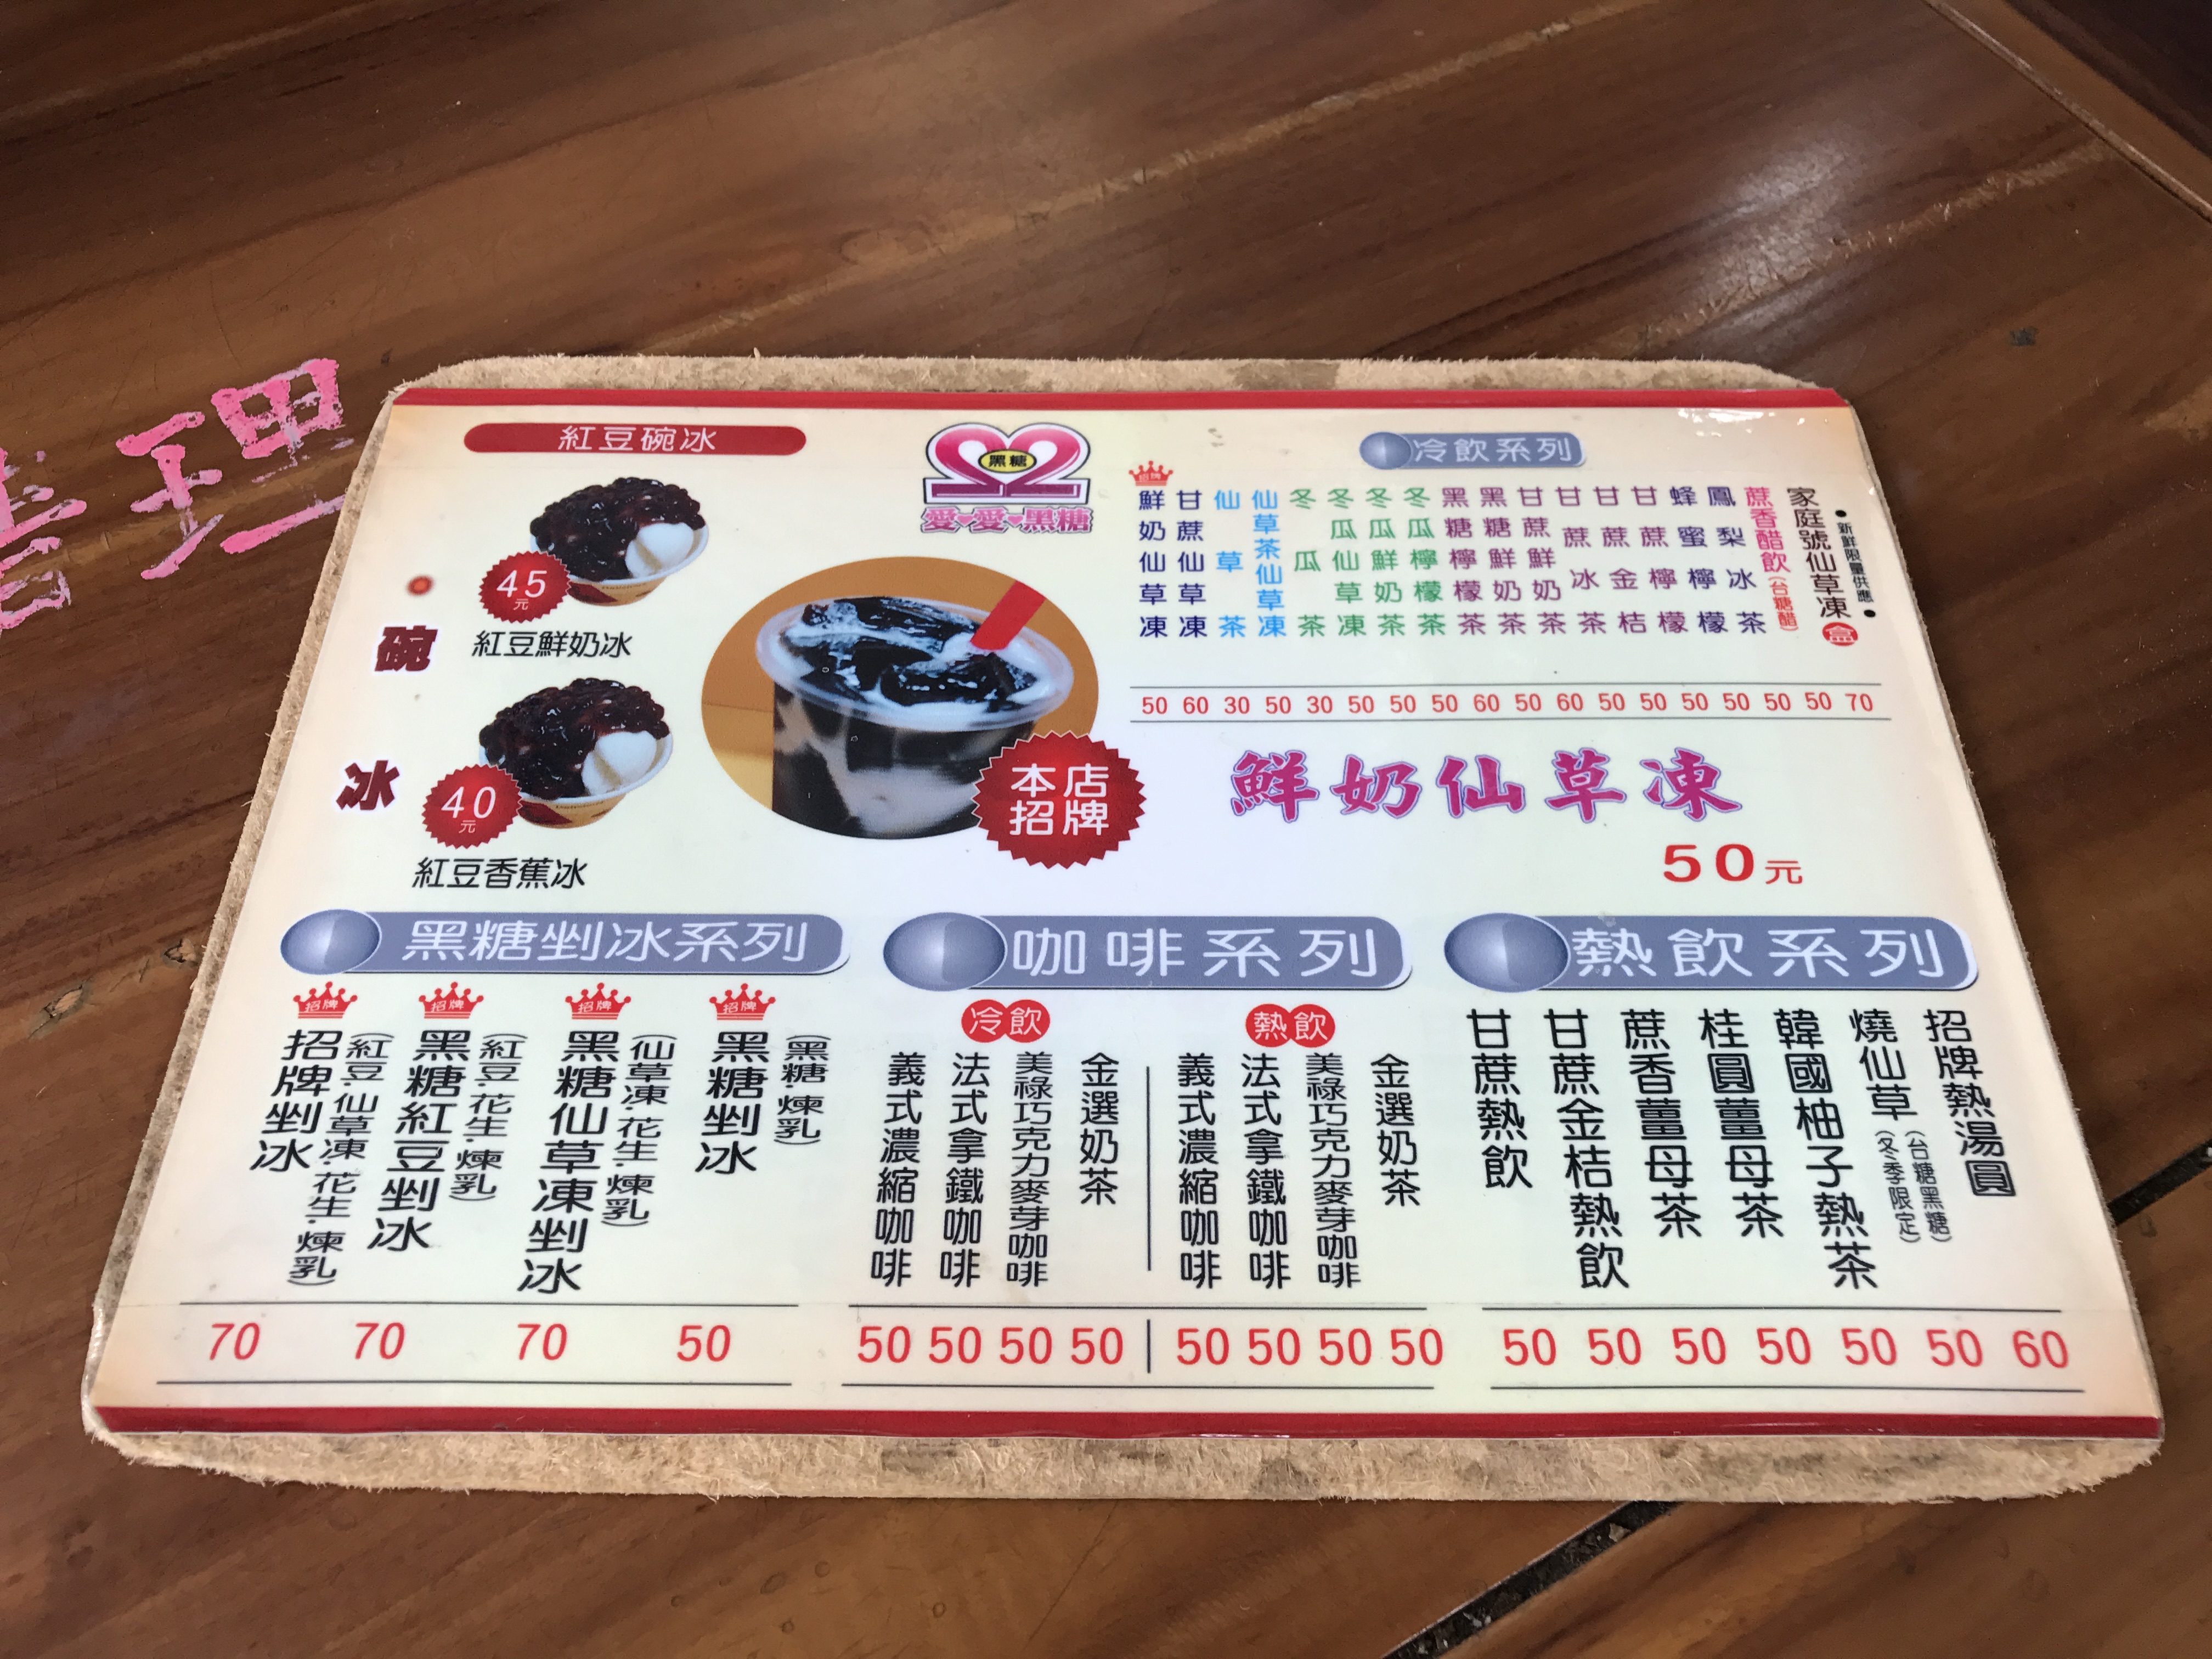 理
紅豆碗冰
45元
紅豆鮮奶冰
碗冰
40元
紅豆香蕉冰
黑糖
愛♥愛♥黑糖
本店招牌
冷飲系列
招牌
鮮奶仙草凍
甘蔗仙草凍
仙草茶
仙草茶仙草凍
冬瓜茶
冬瓜仙草凍
冬瓜鮮奶茶
冬瓜檸檬茶
黑糖檸檬茶
黑糖鮮奶茶
甘蔗鮮奶茶
甘蔗冰茶
甘蔗金桔
甘蔗檸檬
蜂蜜檸檬
鳳梨冰茶
蔗香醋飲(台糖醋)
家庭號仙草凍盒
•新鮮限量供應•
50 60 30 50 30 50 50 50 60 50 60 50 50 50 50 50 50 70
鮮奶仙草凍
50元
黑糖剉冰系列
招牌
招牌剉冰
(紅豆.仙草凍.花生.煉乳)
招牌
黑糖紅豆剉冰
(紅豆.花生.煉乳)
招牌
黑糖仙草凍剉冰
(仙草凍.花生.煉乳)
招牌
黑糖剉冰
(黑糖.煉乳)
70 70 70 50
咖啡系列
冷飲
義式濃縮咖啡
法式拿鐵咖啡
美祿巧克力麥芽咖啡
金選奶茶
熱飲
義式濃縮咖啡
法式拿鐵咖啡
美祿巧克力麥芽咖啡
金選奶茶
50 50 50 50 | 50 50 50 50
熱飲系列
甘蔗熱飲
甘蔗金桔熱飲
蔗香薑母茶
桂圓薑母茶
韓國柚子熱茶
燒仙草(台糖黑糖)(冬季限定)
招牌熱湯圓
50 50 50 50 50 50 60